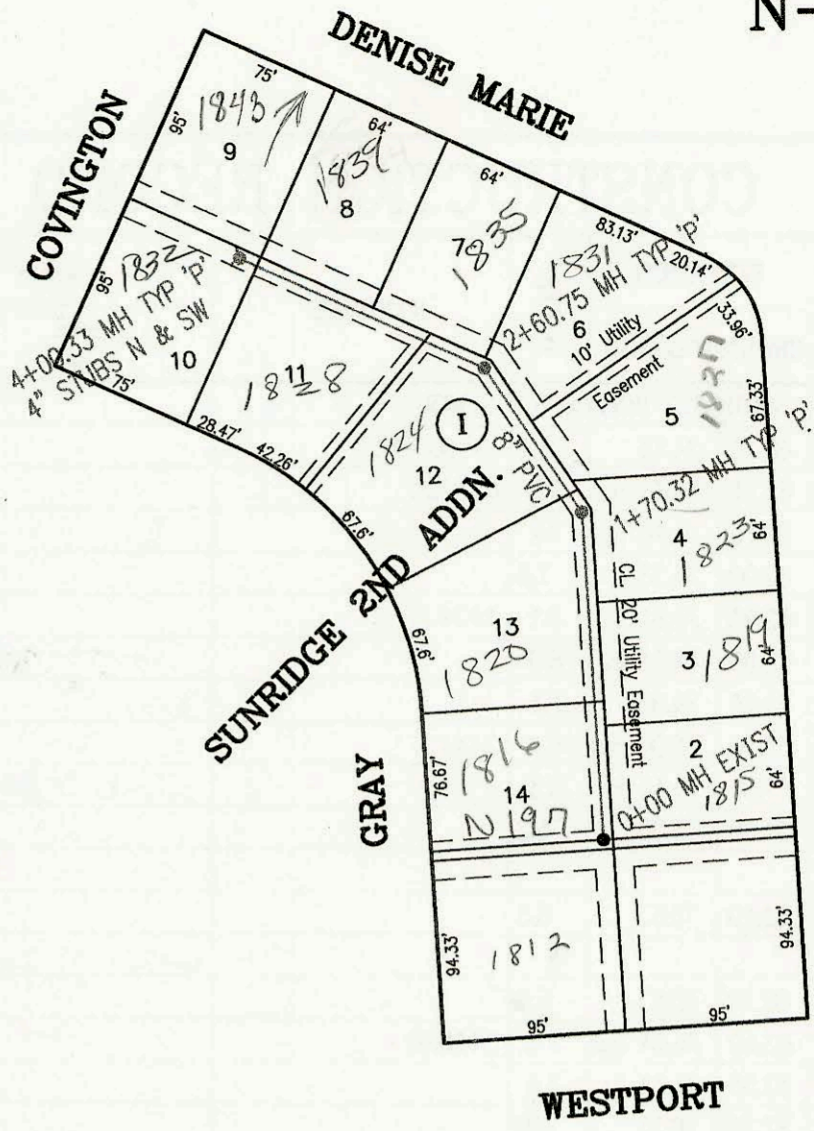 N-
DENISE MARIE
COVINGTON
75'
95'
1843
9
64'
1839
8
64'
1835
7
83.13'
20.14'
33.96'
1831
2+60.75 MH TYP 'P'
6
10' Utility
Easement
95'
1832
4+00.33 MH TYP 'P'
4" STUBS N & SW
10
75'
28.47'
1828
11
42.26'
1824
12
I
8" PVC
67.6'
5
1827
67.33'
1+70.32 MH TYP 'P'
4
1823
64'
SUNRIDGE 2ND ADDN.
CL 20' Utility Easement
13
1820
67.6'
3
1819
64'
GRAY
76.67'
1816
14
N197
2
0+00 MH EXIST
1815
64'
94.33'
1812
94.33'
95'
95'
WESTPORT